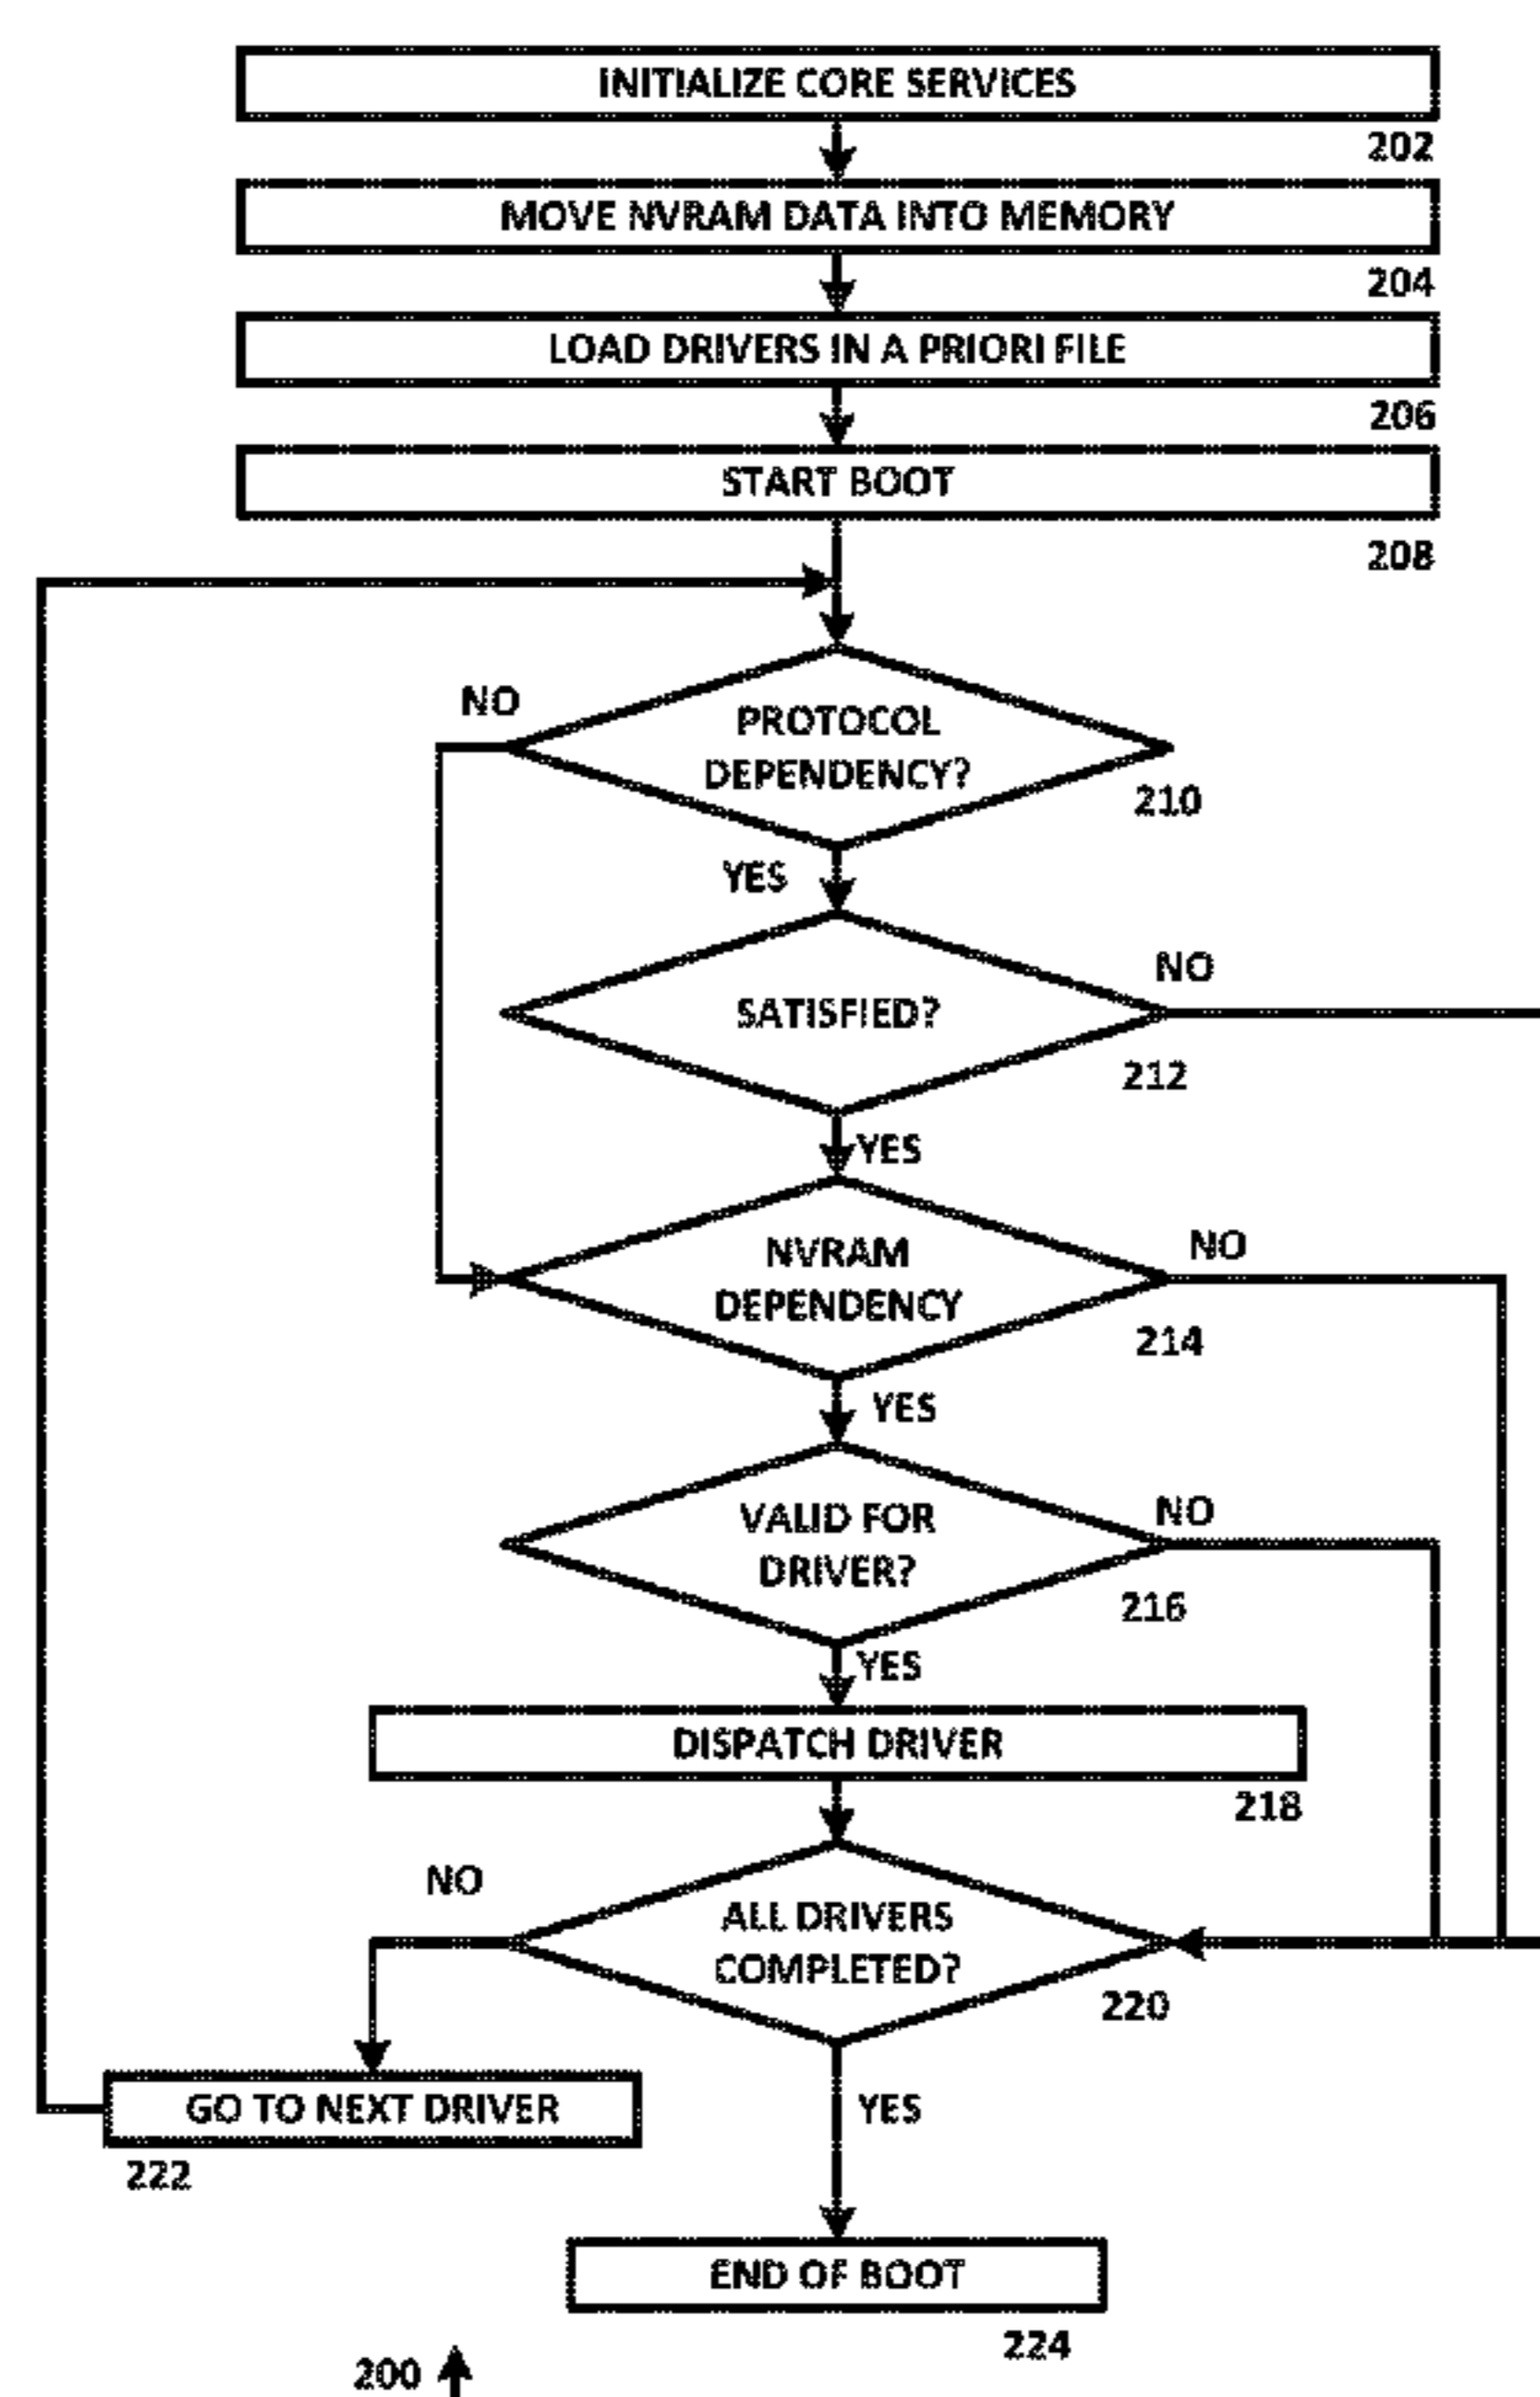 INITIALIZE CORE SERVICES
202
MOVE NVRAM DATA INTO MEMORY
204
LOAD DRIVERS IN A PRIORI FILE
206
START BOOT
208
NO
PROTOCOL
DEPENDENCY?
210
YES
NO
SATISFIED?
212
YES
NO
NVRAM
DEPENDENCY
214
YES
NO
VALID FOR
DRIVER?
216
YES
DISPATCH DRIVER
218
NO
ALL DRIVERS
COMPLETED?
220
GO TO NEXT DRIVER
YES
222
END OF BOOT
224
200